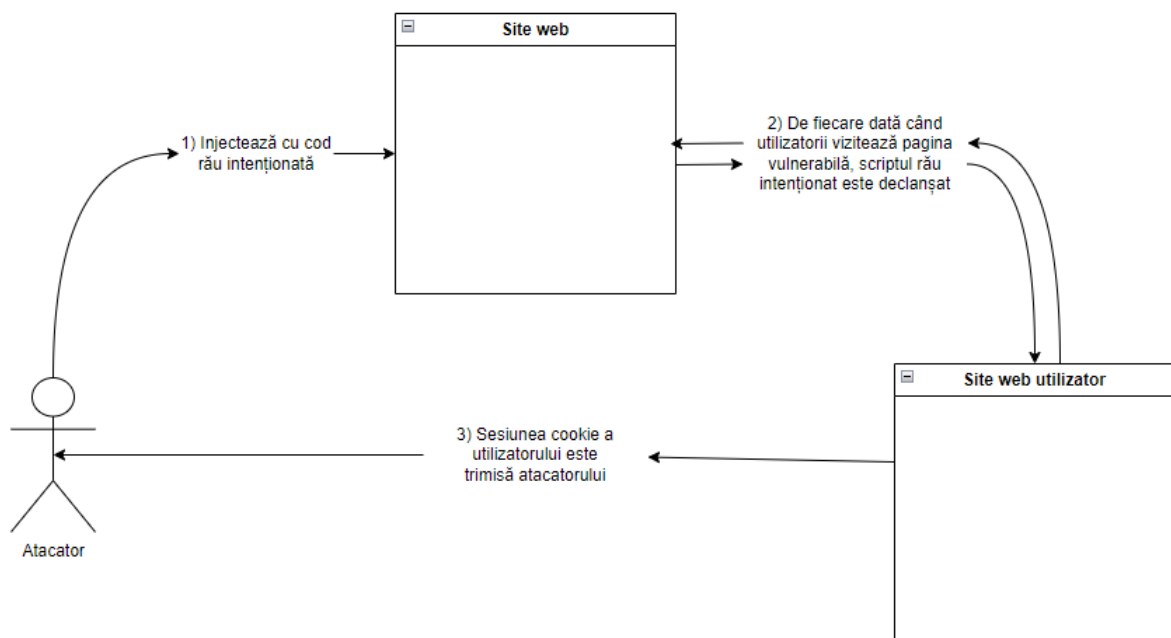 Site web
1) Injectează cu cod
rău intenționată
2) De fiecare dată când
utilizatorii vizitează pagina
vulnerabilă, scriptul rău
intenționat este declanșat
Site web utilizator
3) Sesiunea cookie a
utilizatorului este
trimisă atacatorului
Atacator